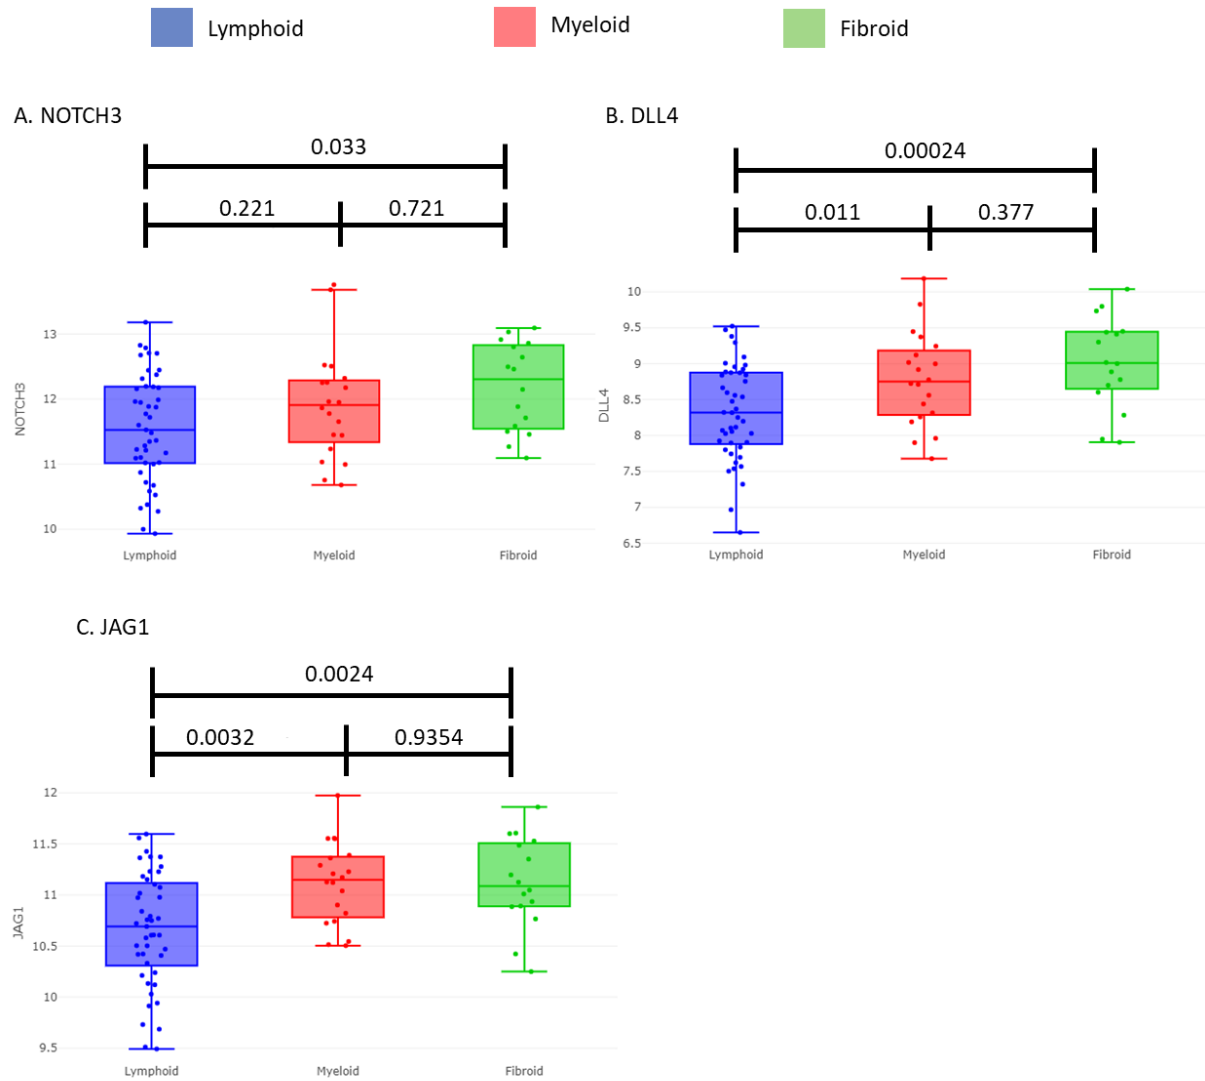 Lymphoid Myeloid Fibroid
A. NOTCH3
0.033
0.221 0.721
13
12
11
10
NOTCH3
Lymphoid Myeloid Fibroid
B. DLL4
0.00024
0.011 0.377
10
9.5
9
8.5
8
7.5
7
6.5
DLL4
Lymphoid Myeloid Fibroid
C. JAG1
0.0024
0.0032 0.9354
12
11.5
11
10.5
10
9.5
JAG1
Lymphoid Myeloid Fibroid